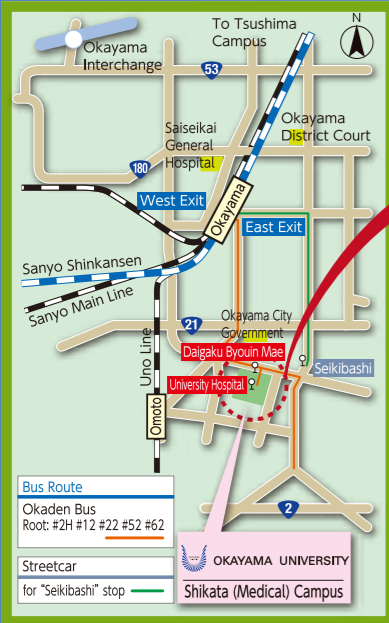 To Tsushima
Campus
N
Okayama
Interchange
53
Okayama
District Court
Saiseikai
General
Hospital
180
West Exit
Okayama
East Exit
Sanyo Shinkansen
Sanyo Main Line
Okayama City
Government
21
Uno Line
Daigaku Byouin Mae
Seikibashi
University Hospital
Omoto
Bus Route
Okaden Bus
Root: #2H #12 #22 #52 #62
2
Streetcar
for “Seikibashi” stop
OKAYAMA UNIVERSITY
Shikata (Medical) Campus